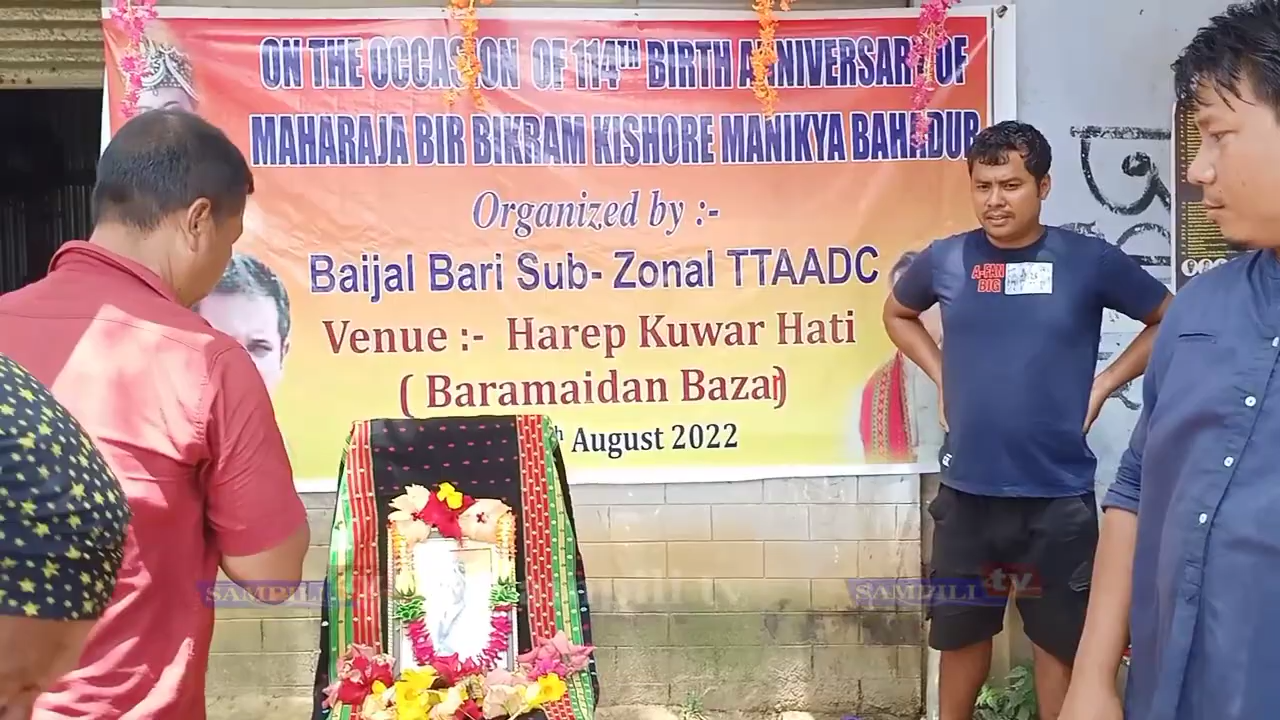 ON THE OCCASION OF 114TH BIRTH ANNIVERSARY OF
MAHARAJA BIR BIKRAM KISHORE MANIKYA BAHADUR
Organized by :-
Baijal Bari Sub- Zonal TTAADC
Venue :- Harep Kuwar Hati
( Baramaidan Bazar)
th August 2022
A-FAN
BIG
SAMPILI
SAMPILI tv